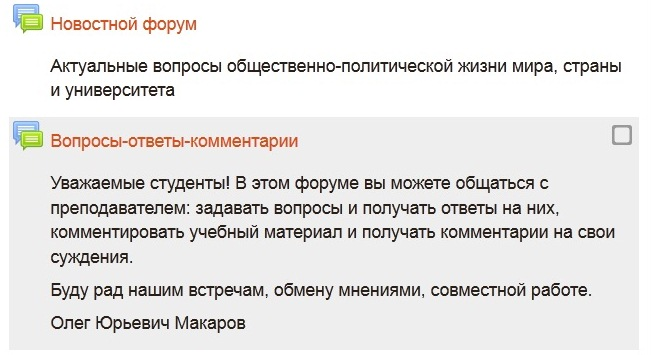 Новостной форум
Актуальные вопросы общественно-политической жизни мира, страны
и университета
Вопросы-ответы-комментарии
Уважаемые студенты! В этом форуме вы можете общаться с
преподавателем: задавать вопросы и получать ответы на них,
комментировать учебный материал и получать комментарии на свои
суждения.
Буду рад нашим встречам, обмену мнениями, совместной работе.
Олег Юрьевич Макаров